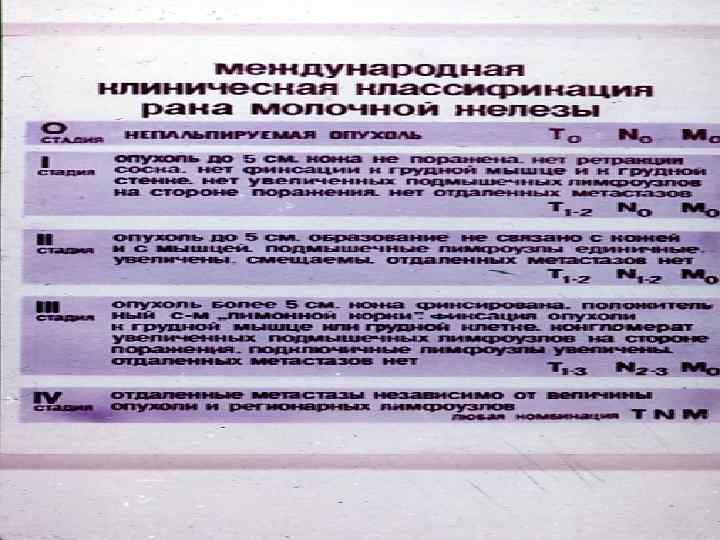 международная
клиническая классификация
рака молочной железы
0 стадия непальпируемая опухоль T0 N0 M0
I опухоль до 5 см. кожа не поражена. нет ретракции
стадия соска. нет фиксации к грудной мышце и к грудной
стенке. нет увеличенных подмышечных лимфоузлов
на стороне поражения. нет отдаленных метастазов
T1-2 N0 M0
II опухоль до 5 см. образование не связано с кожей
стадия и с мышцей. подмышечные лимфоузлы единичные.
увеличены. смещаемы. отдаленных метастазов нет
T1-2 N1-2 M0
III опухоль более 5 см. кожа фиксирована. положитель
стадия ный с-м „лимонной корки". фиксация опухоли
к грудной мышце или грудной клетке. конгломерат
увеличенных подмышечных лимфоузлов на стороне
поражения. подключичные лимфоузлы увеличены.
отдаленных метастазов нет
T1-3 N2-3 M0
IV отдаленные метастазы независимо от величины
стадия опухоли и регионарных лимфоузлов
любая комбинация T N M